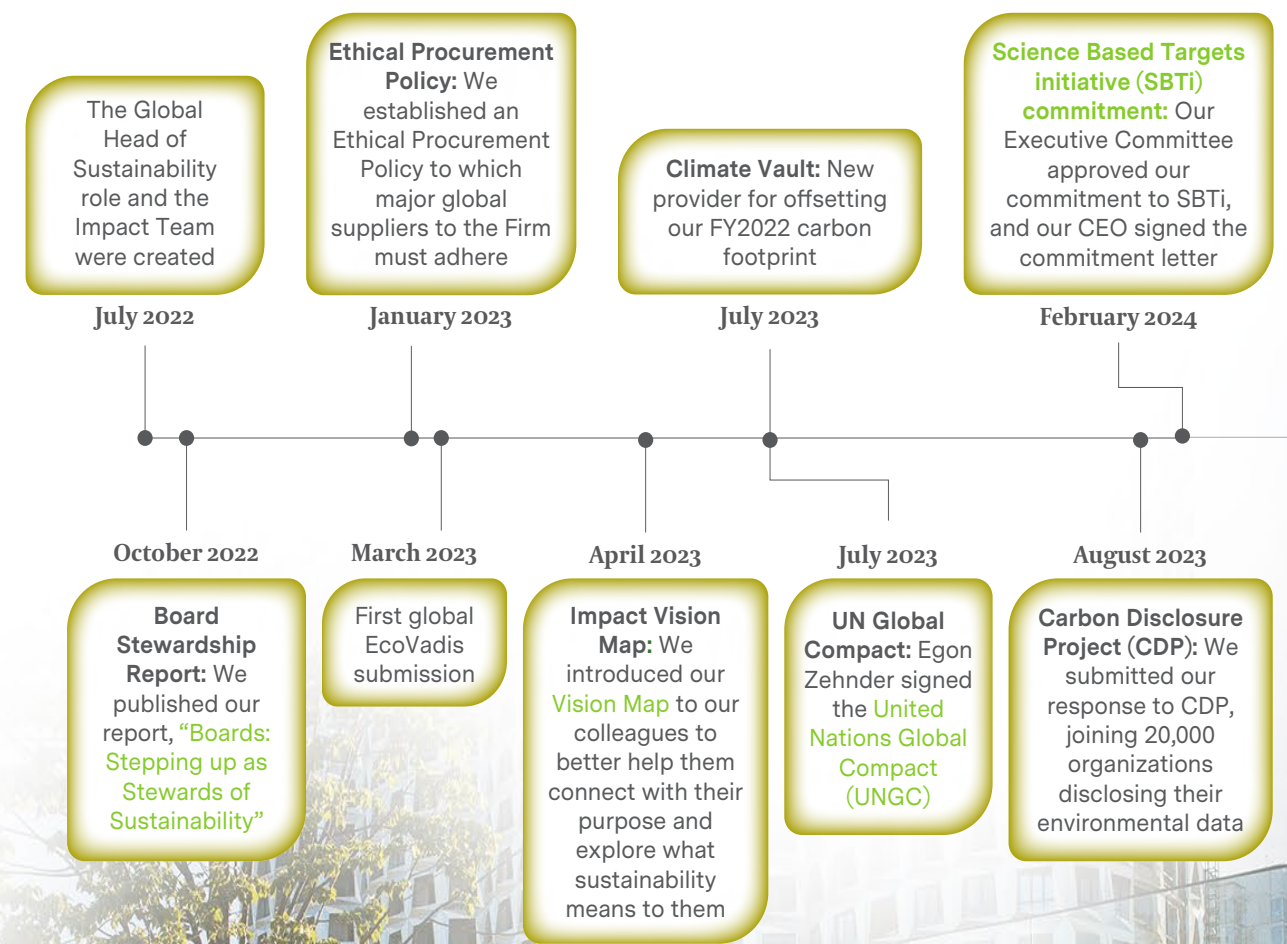 The Global
Head of
Sustainability
role and the
Impact Team
were created
July 2022
Ethical Procurement
Policy: We
established an
Ethical Procurement
Policy to which
major global
suppliers to the Firm
must adhere
January 2023
Climate Vault: New
provider for offsetting
our FY2022 carbon
footprint
July 2023
Science Based Targets
initiative (SBTi)
commitment: Our
Executive Committee
approved our
commitment to SBTi,
and our CEO signed the
commitment letter
February 2024
October 2022
Board
Stewardship
Report: We
published our
report, “Boards:
Stepping up as
Stewards of
Sustainability”
March 2023
First global
EcoVadis
submission
April 2023
Impact Vision
Map: We
introduced our
Vision Map to our
colleagues to
better help them
connect with their
purpose and
explore what
sustainability
means to them
July 2023
UN Global
Compact: Egon
Zehnder signed
the United
Nations Global
Compact
(UNGC)
August 2023
Carbon Disclosure
Project (CDP): We
submitted our
response to CDP,
joining 20,000
organizations
disclosing their
environmental data